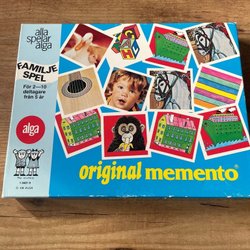 alla
spelar
alga
FAMILJE
SPEL
För 2—10
deltagare
från 5 år
alga
original memento®